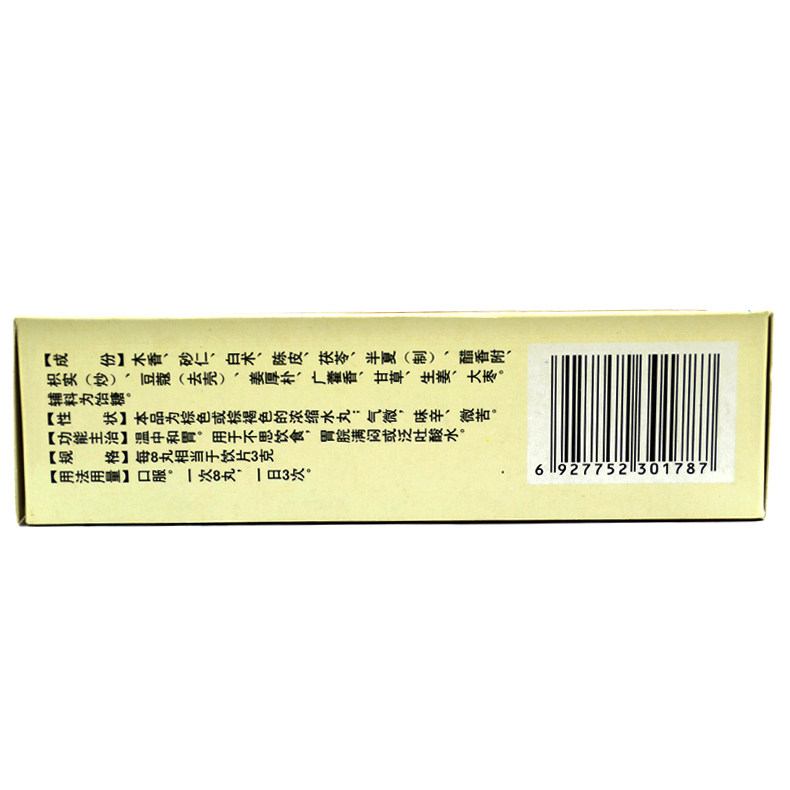 【成 份】木香、砂仁、白术、陈皮、茯苓、半夏（制）、醋香附、
枳实（炒）、豆蔻（去壳）、姜厚朴、广藿香、甘草、生姜、大枣。
辅料为饴糖。
【性 状】本品为棕色或棕褐色的浓缩水丸；气微，味辛、微苦。
【功能主治】温中和胃。用于不思饮食，胃脘满闷或泛吐酸水。
【规 格】每8丸相当于饮片3克
【用法用量】口服。一次8丸，一日3次。
6 927752 301787